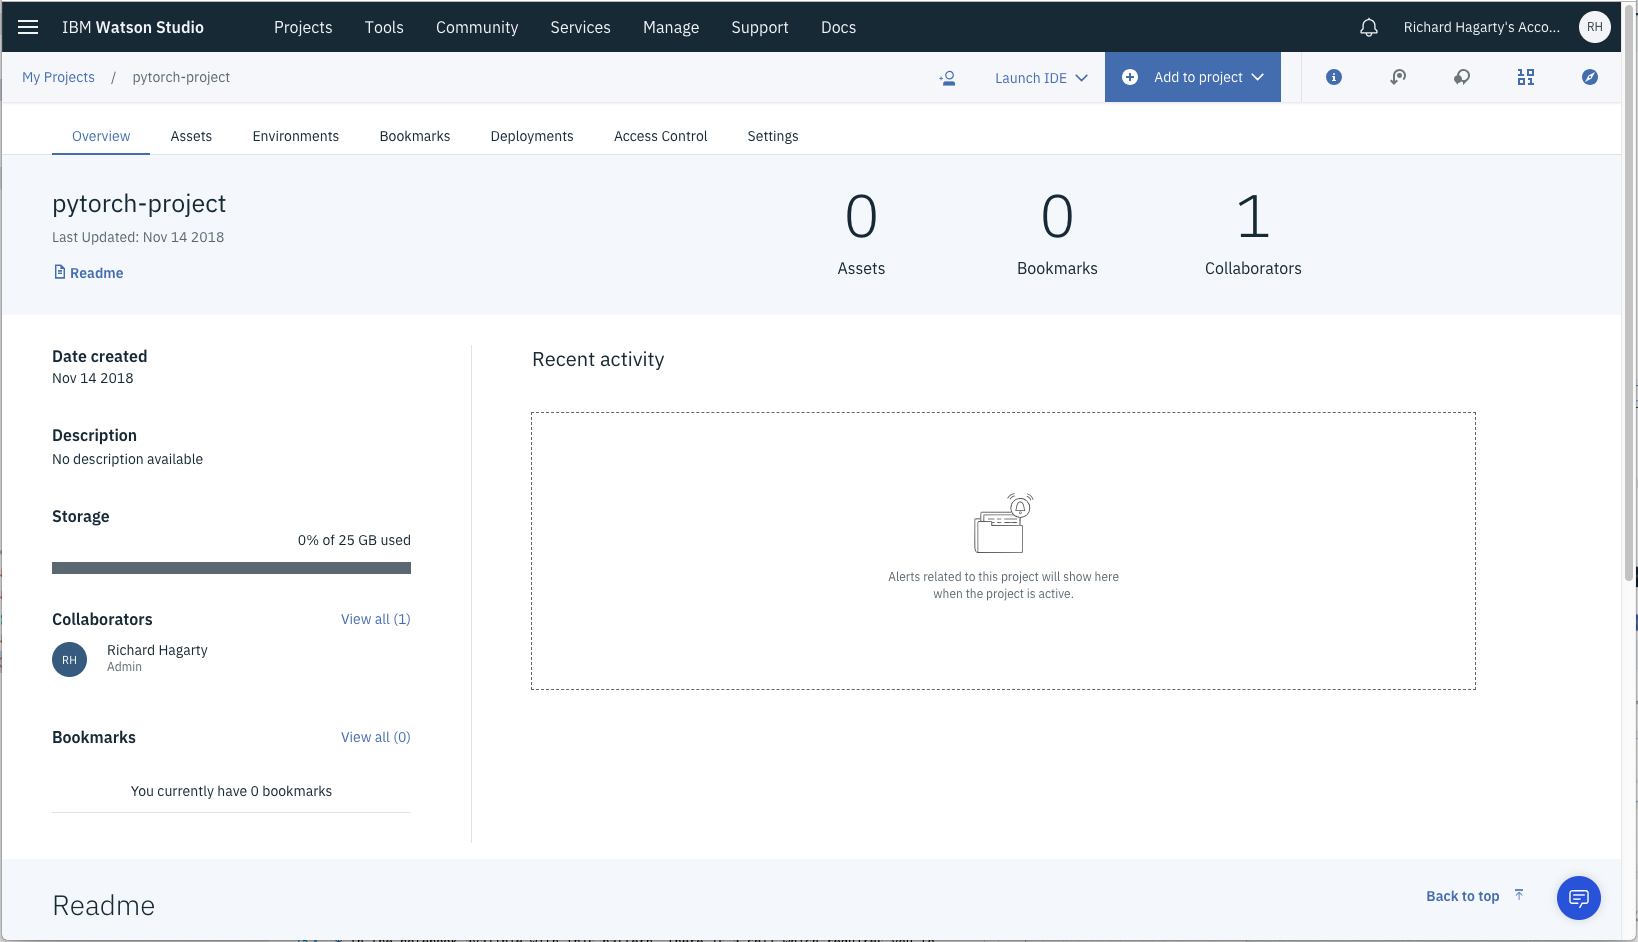 IBM Watson Studio
Projects
Tools
Community
Services
Manage
Support
Docs
Richard Hagarty's Acco...
RH
My Projects / pytorch-project
Launch IDE
Add to project
Overview
Assets
Environments
Bookmarks
Deployments
Access Control
Settings
pytorch-project
Last Updated: Nov 14 2018
Readme
0
Assets
0
Bookmarks
1
Collaborators
Date created
Nov 14 2018
Description
No description available
Storage
0% of 25 GB used
Collaborators
View all (1)
RH
Richard Hagarty
Admin
Bookmarks
View all (0)
You currently have 0 bookmarks
Recent activity
Alerts related to this project will show here
when the project is active.
Readme
Back to top